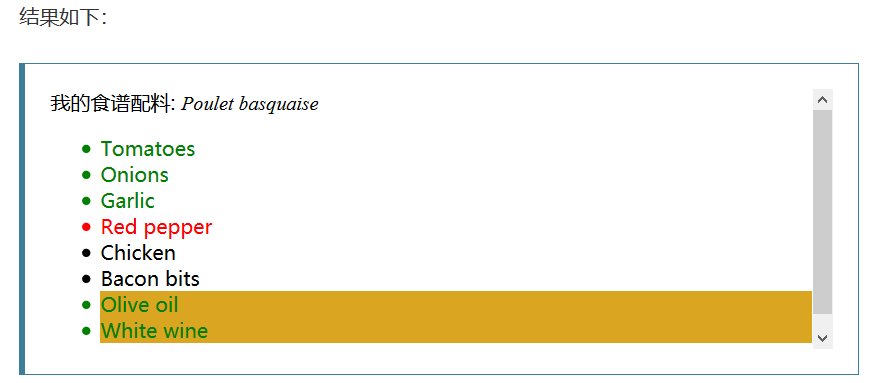 结果如下：
我的食谱配料: Poulet basquaise
Tomatoes
Onions
Garlic
Red pepper
Chicken
Bacon bits
Olive oil
White wine